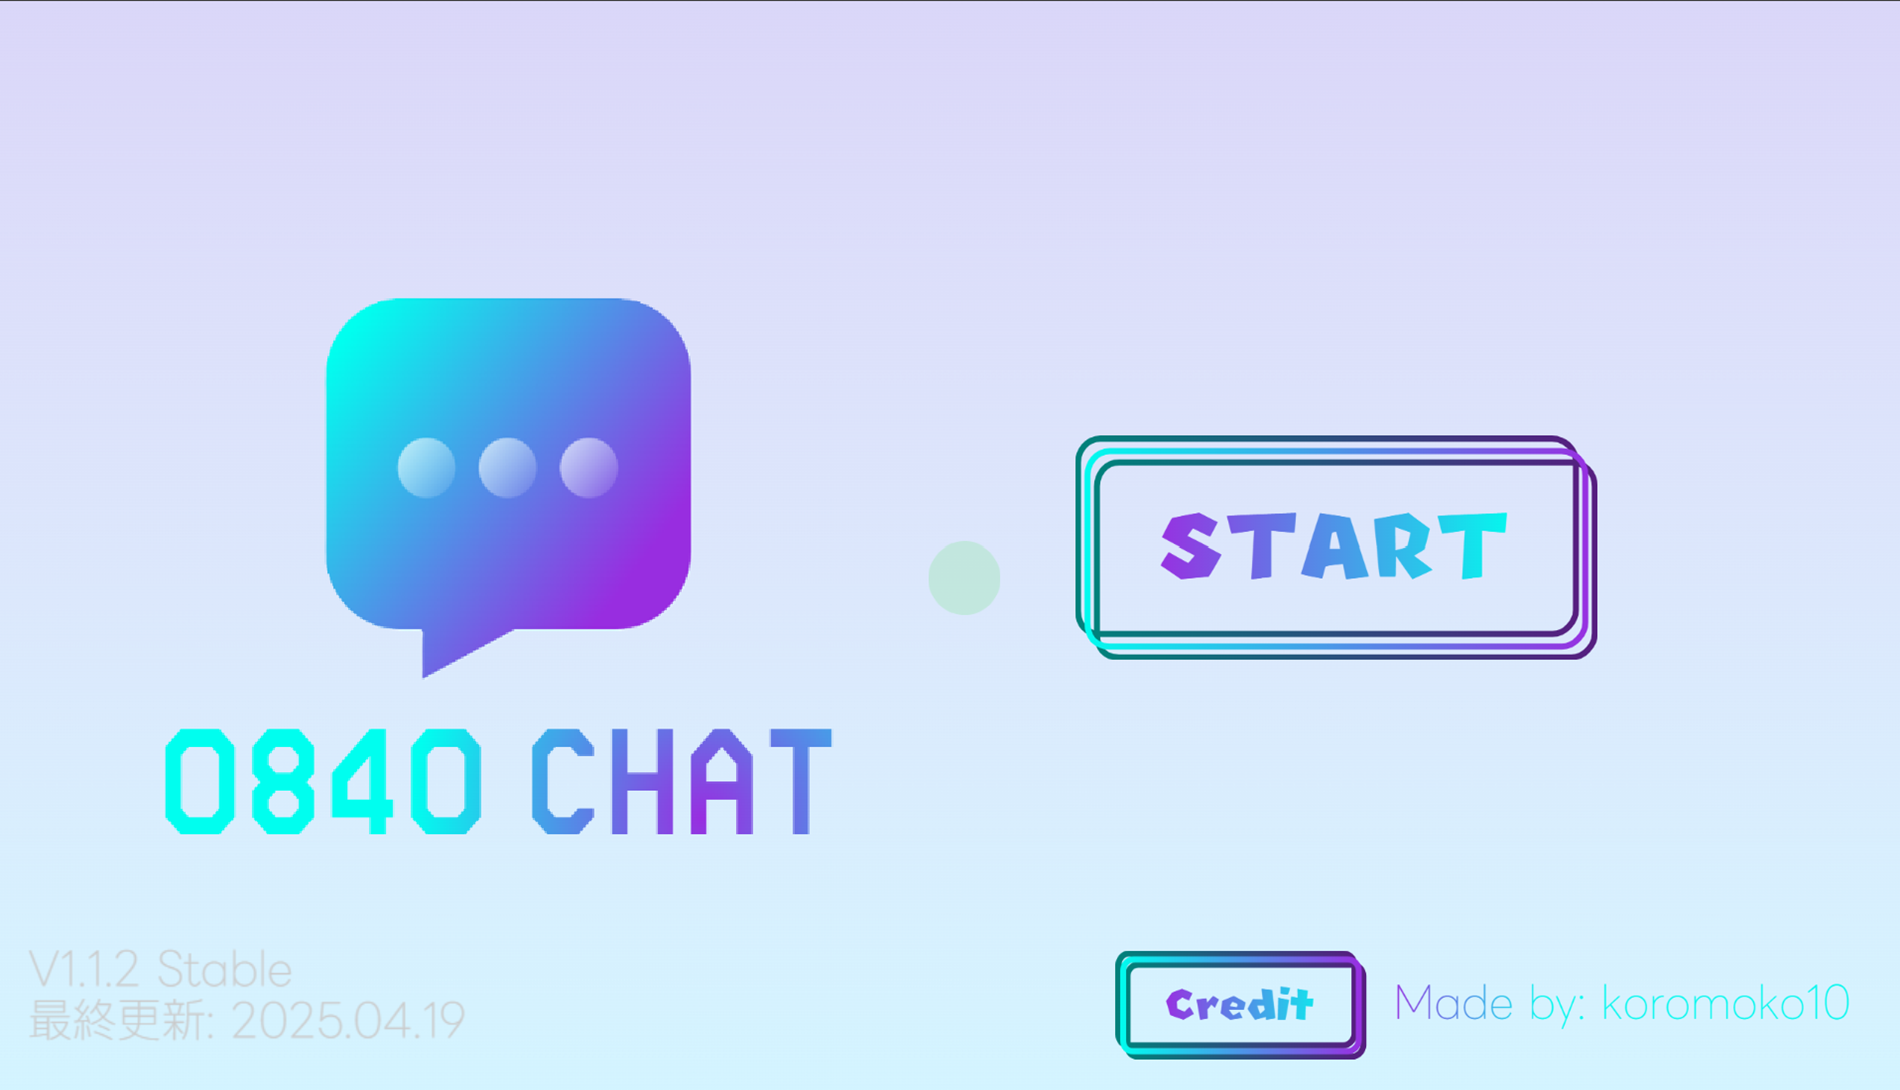 0840 CHAT
START
V1.1.2 Stable
最終更新: 2025.04.19
Credit
Made by: koromoko10